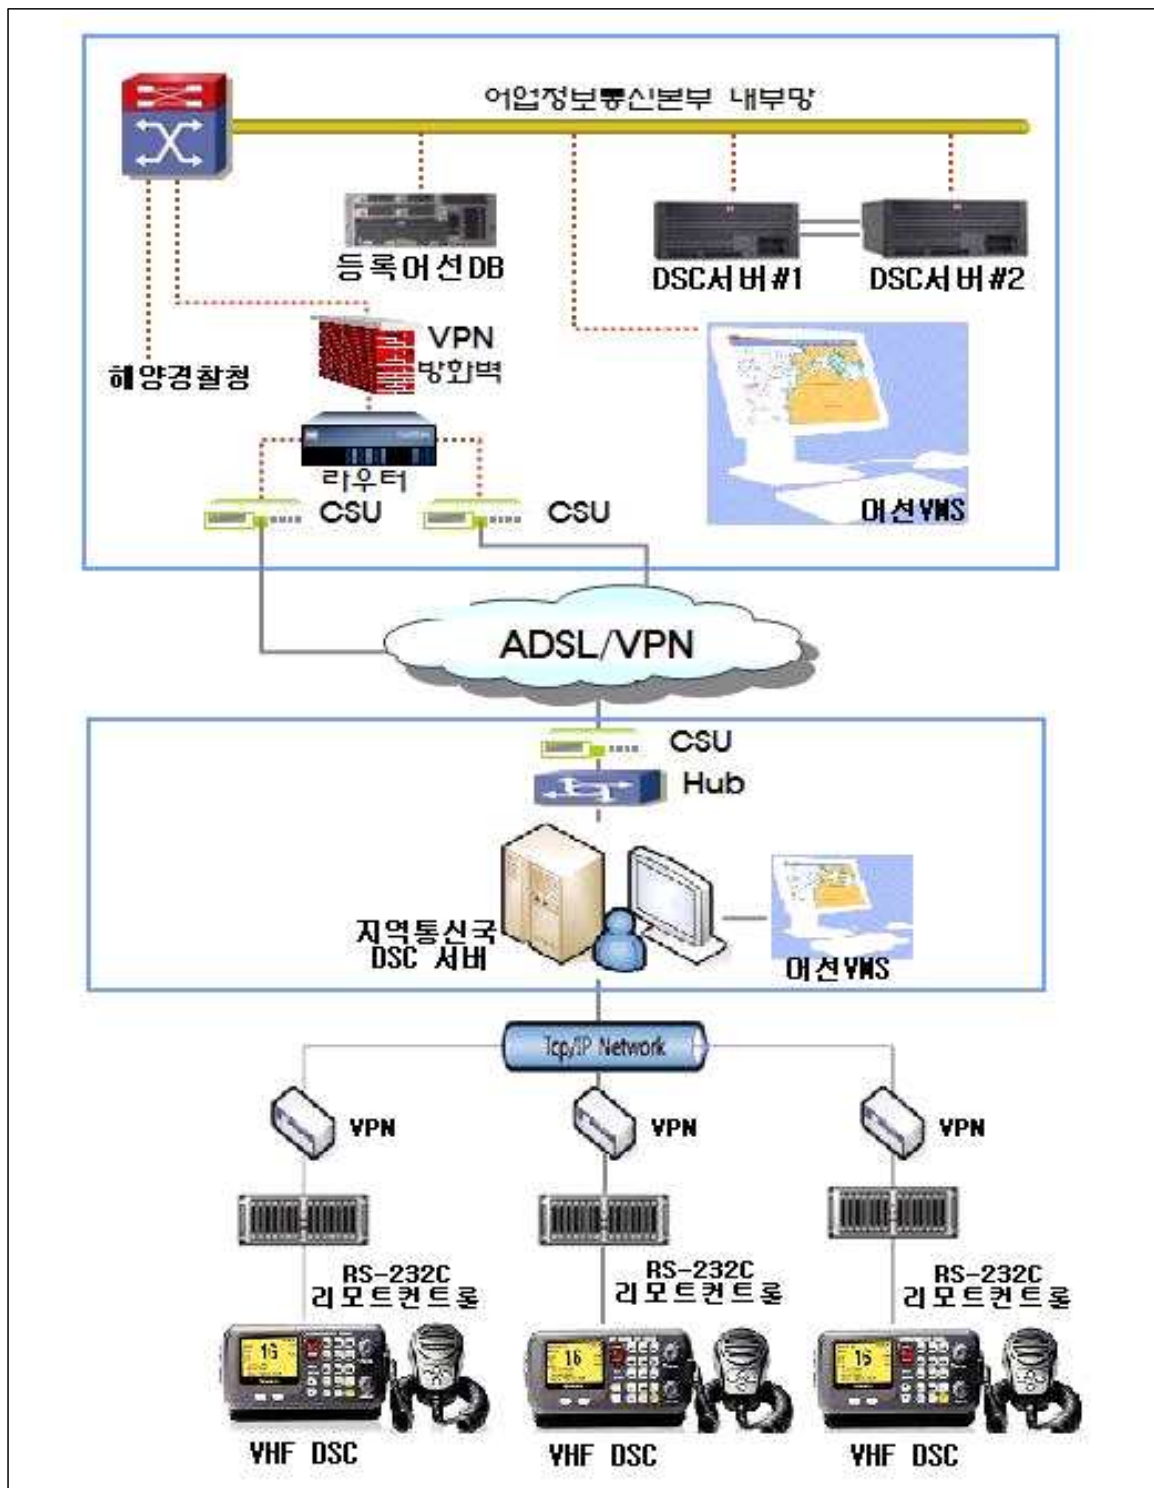 어업정보통신본부 내부망
등록어선DB
DSC서버#1
DSC서버#2
VPN
방화벽
해양경찰청
라우터
CSU
CSU
어선VMS
ADSL/VPN
CSU
Hub
지역통신국
DSC 서버
어선VMS
Tcp/IP Network
VPN
VPN
VPN
RS-232C
리모트컨트롤
RS-232C
리모트컨트롤
RS-232C
리모트컨트롤
16
16
16
VHF DSC
VHF DSC
VHF DSC